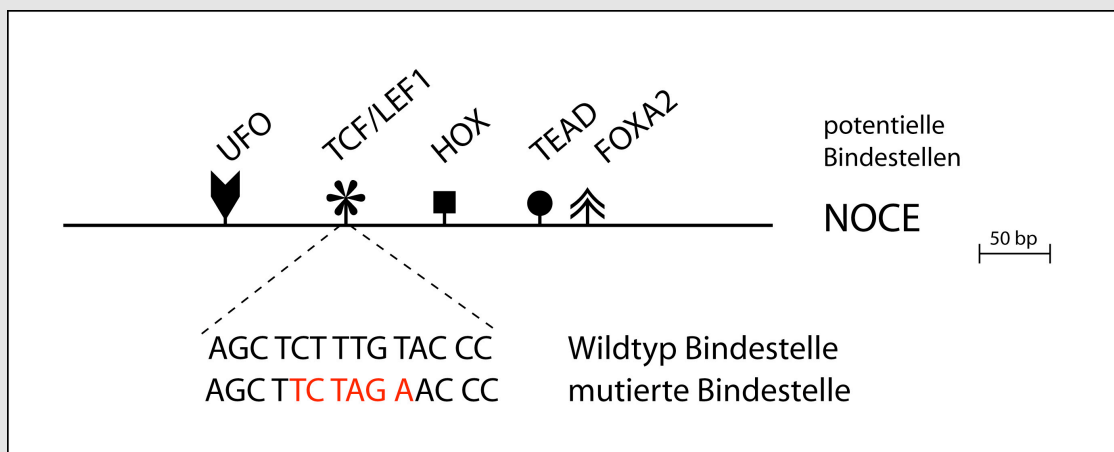 UFO
TCF/LEF1
HOX
TEAD
FOXA2
potentielle
Bindestellen
NOCE
50 bp
AGC TCT TTG TAC CC
Wildtyp Bindestelle
AGC TTC TAG AAC CC
mutierte Bindestelle